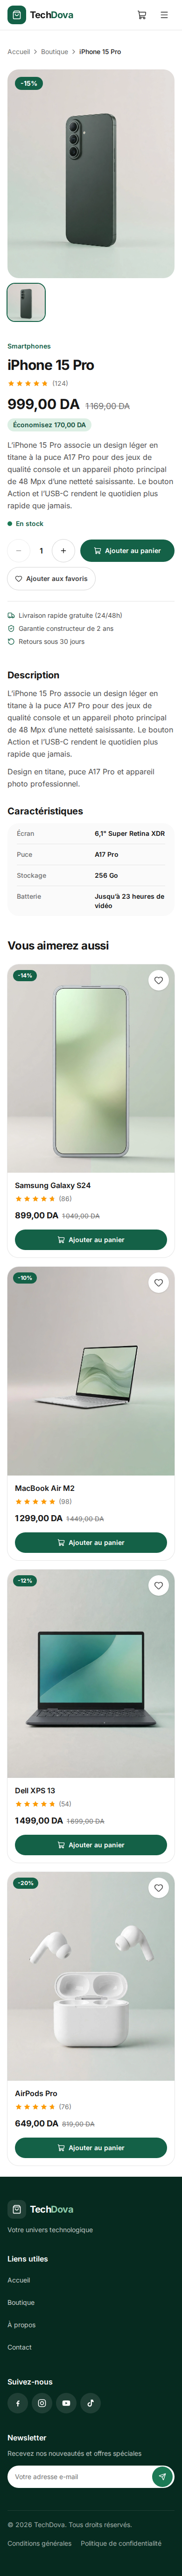 TechDova
Accueil > Boutique > iPhone 15 Pro
-15%
Smartphones
iPhone 15 Pro
★★★★★ (124)
999,00 DA 1 169,00 DA
Économisez 170,00 DA
L'iPhone 15 Pro associe un design léger en
titane à la puce A17 Pro pour des jeux de
qualité console et un appareil photo principal
de 48 Mpx d'une netteté saisissante. Le bouton
Action et l'USB-C rendent le quotidien plus
rapide que jamais.
En stock
− 1 +
Ajouter au panier
Ajouter aux favoris
Livraison rapide gratuite (24/48h)
Garantie constructeur de 2 ans
Retours sous 30 jours
Description
L'iPhone 15 Pro associe un design léger en
titane à la puce A17 Pro pour des jeux de
qualité console et un appareil photo principal
de 48 Mpx d'une netteté saisissante. Le bouton
Action et l'USB-C rendent le quotidien plus
rapide que jamais.
Design en titane, puce A17 Pro et appareil
photo professionnel.
Caractéristiques
Écran 6,1" Super Retina XDR
Puce A17 Pro
Stockage 256 Go
Batterie Jusqu'à 23 heures de
vidéo
Vous aimerez aussi
-14%
Samsung Galaxy S24
★★★★★ (86)
899,00 DA 1 049,00 DA
Ajouter au panier
-10%
MacBook Air M2
★★★★★ (98)
1 299,00 DA 1 449,00 DA
Ajouter au panier
-12%
Dell XPS 13
★★★★★ (54)
1 499,00 DA 1 699,00 DA
Ajouter au panier
-20%
AirPods Pro
★★★★★ (76)
649,00 DA 819,00 DA
Ajouter au panier
TechDova
Votre univers technologique
Liens utiles
Accueil
Boutique
À propos
Contact
Suivez-nous
Newsletter
Recevez nos nouveautés et offres spéciales
Votre adresse e-mail
© 2026 TechDova. Tous droits réservés.
Conditions générales Politique de confidentialité